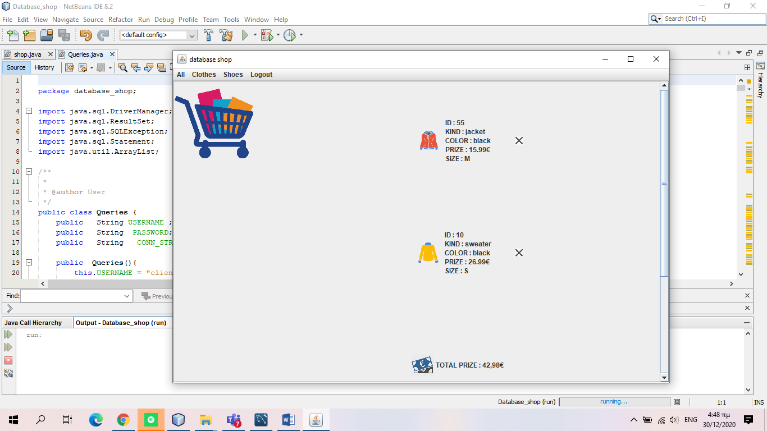 Database_shop - NetBeans IDE 8.2
File Edit View Navigate Source Refactor Run Debug Profile Team Tools Window Help
Search (Ctrl+I)
<default config>
shop.java
Queries.java
Source History
1
2 package database_shop;
3
4 import java.sql.DriverManager;
5 import java.sql.ResultSet;
6 import java.sql.SQLException;
7 import java.sql.Statement;
8 import java.util.ArrayList;
9
10 /**
11 *
12 * @author User
13 */
14 public class Queries {
15 public String USERNAME ;
16 public String PASSWORD;
17 public String CONN_STR
18
19 public Queries(){
20 this.USERNAME = "clien
database shop
All Clothes Shoes Logout
ID : 55
KIND : jacket
COLOR : black
PRIZE : 15.99€
SIZE : M
ID : 10
KIND : sweater
COLOR : black
PRIZE : 26.99€
SIZE : S
TOTAL PRIZE : 42,98€
Hierarchy
Find:
Previou
Java Call Hierarchy
Output - Database_shop (run)
run:
Database_shop (run)
running...
1:1
INS
ENG
4:48 πμ
30/12/2020